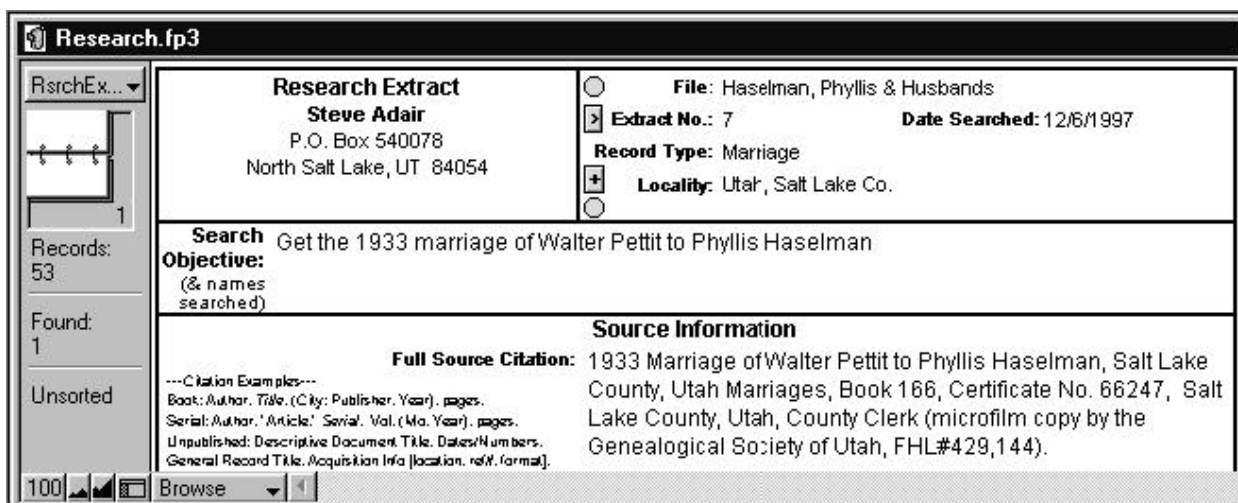 Research.fp3
RsrchEx...
1
Records:
53
Found:
1
Unsorted
Research Extract
Steve Adair
P.O. Box 540078
North Salt Lake, UT 84054
File: Haselman, Phyllis & Husbands
> Extract No.: 7 Date Searched: 12/6/1997
Record Type: Marriage
+ Locality: Utah, Salt Lake Co.
Search Objective: (& names searched)
Get the 1933 marriage of Walter Pettit to Phyllis Haselman
Source Information
Full Source Citation:
---Citation Examples---
Book: Author. Title. (City: Publisher. Year). pages.
Serial: Author. 'Article.' Serial. Vol. (Mo. Year). pages.
Unpublished: Descriptive Document Title. Dates/Numbers.
General Record Title. Acquisition Info [location. ref#. format].
1933 Marriage of Walter Pettit to Phyllis Haselman, Salt Lake
County, Utah Marriages, Book 166, Certificate No. 66247, Salt
Lake County, Utah, County Clerk (microfilm copy by the
Genealogical Society of Utah, FHL#429,144).
100 Browse